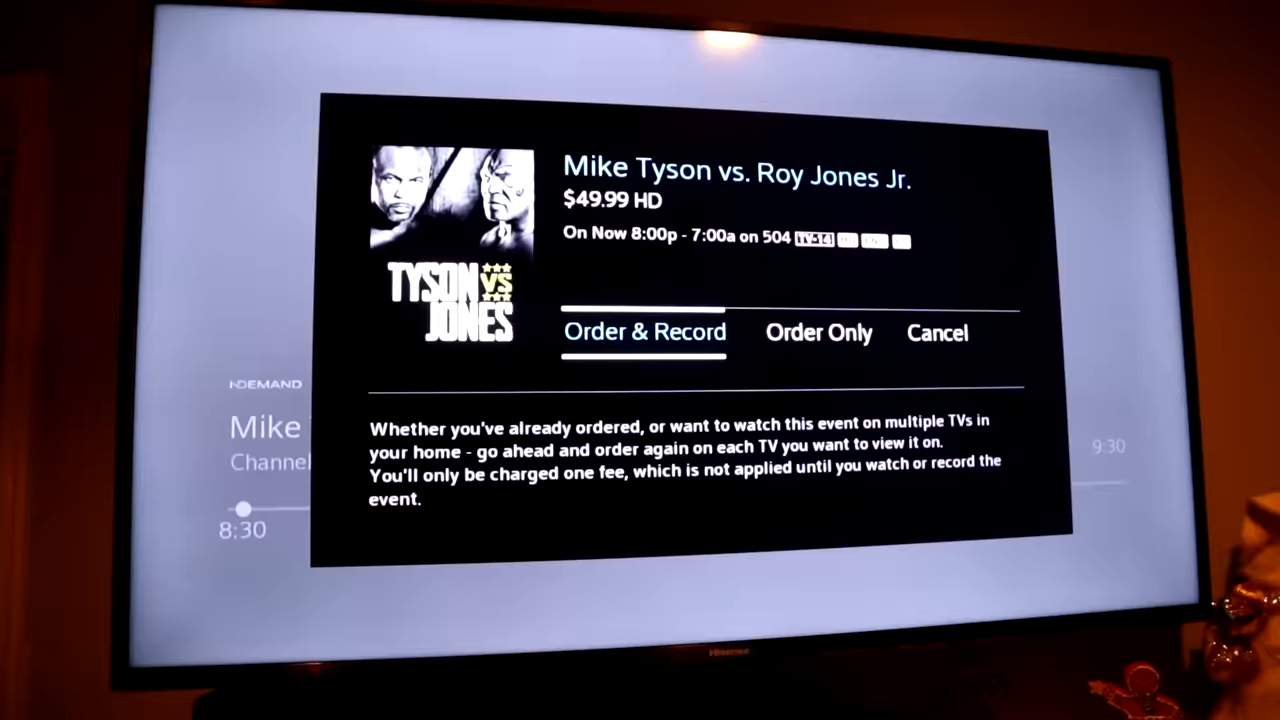 Mike Tyson vs. Roy Jones Jr.
$49.99 HD
On Now 8:00p - 7:00a on 504 TV-14
TYSON VS
JONES
Order & Record Order Only Cancel
Whether you've already ordered, or want to watch this event on multiple TVs in
your home - go ahead and order again on each TV you want to view it on.
You'll only be charged one fee, which is not applied until you watch or record the
event.
INDEMAND
Mike
Channel
9:30
8:30
Hisense